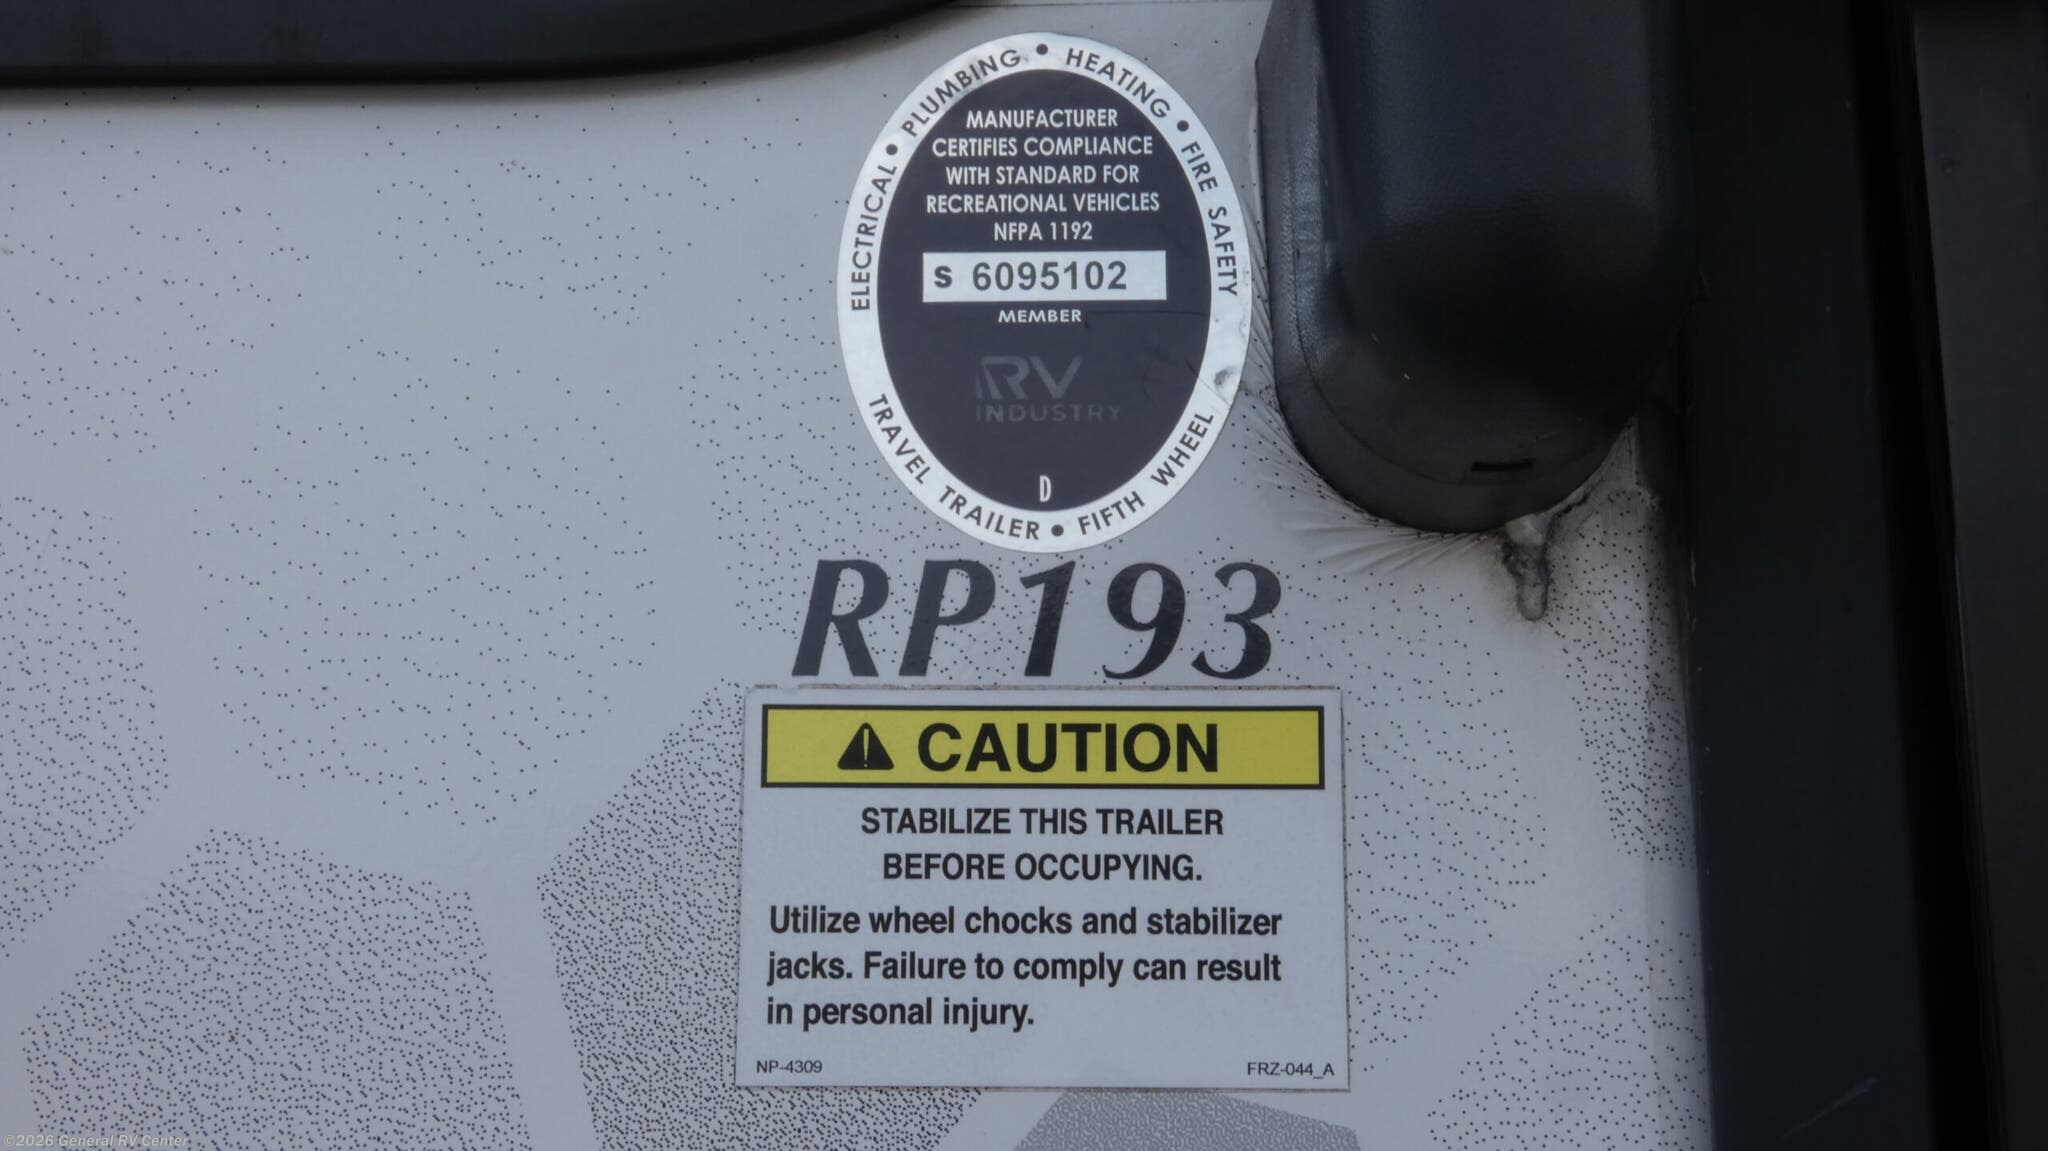 ELECTRICAL • PLUMBING • HEATING • FIRE SAFETY
MANUFACTURER
CERTIFIES COMPLIANCE
WITH STANDARD FOR
RECREATIONAL VEHICLES
NFPA 1192
S 6095102
MEMBER
RV
INDUSTRY
D
TRAVEL TRAILER • FIFTH WHEEL
RP193
CAUTION
STABILIZE THIS TRAILER
BEFORE OCCUPYING.
Utilize wheel chocks and stabilizer
jacks. Failure to comply can result
in personal injury.
NP-4309 FRZ-044_A
©2026 General RV Center